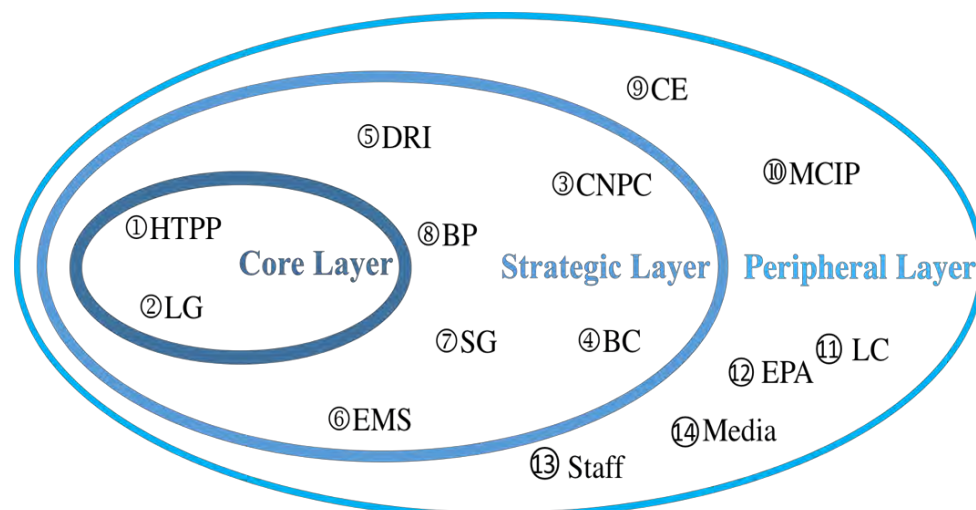 ⑨CE
⑤DRI
⑩MCIP
③CNPC
①HTPP
⑧BP
Core Layer
Strategic Layer
Peripheral Layer
②LG
⑦SG
④BC
⑪ LC
⑫ EPA
⑥EMS
⑭Media
⑬ Staff